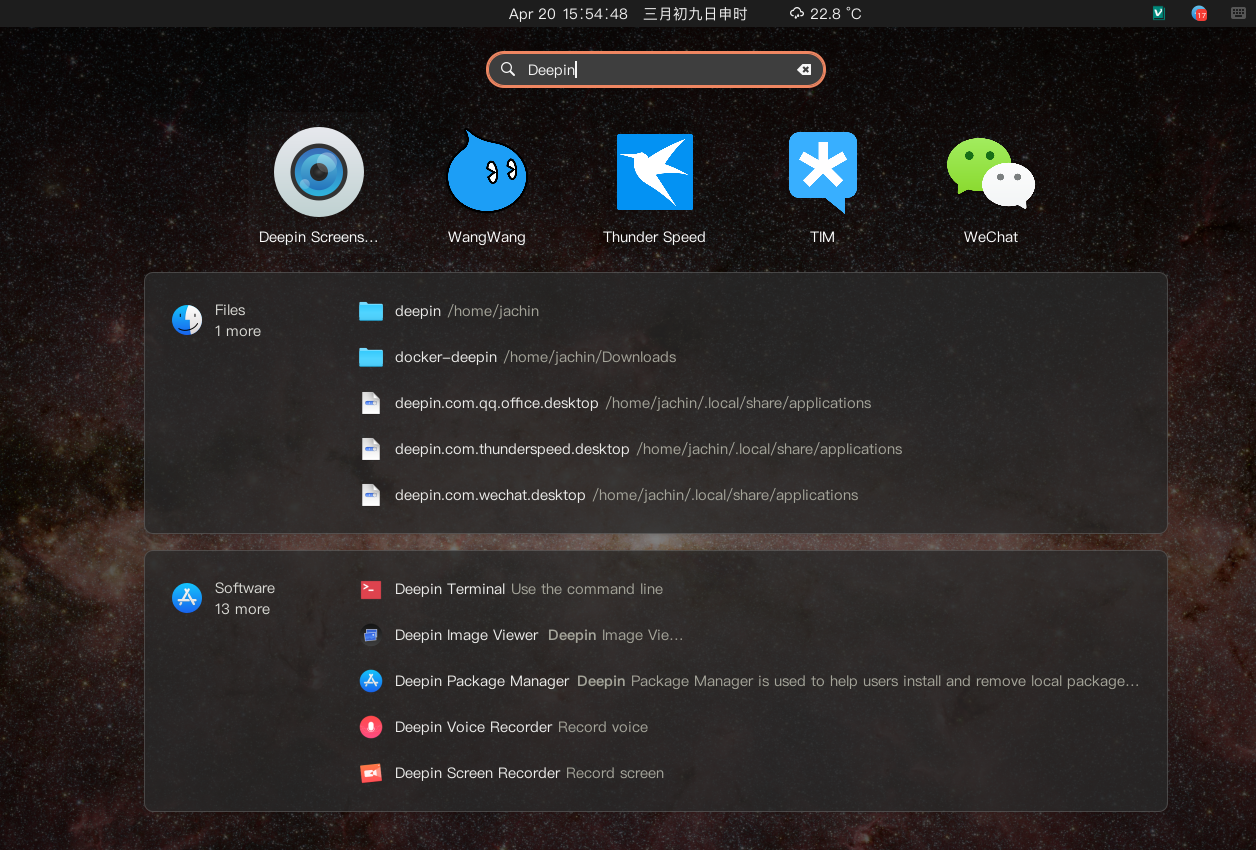 Apr 20 15:54:48 三月初九日申时 22.8 °C
17
Deepin
Deepin Screens...
WangWang
Thunder Speed
TIM
WeChat
Files
1 more
deepin /home/jachin
docker-deepin /home/jachin/Downloads
deepin.com.qq.office.desktop /home/jachin/.local/share/applications
deepin.com.thunderspeed.desktop /home/jachin/.local/share/applications
deepin.com.wechat.desktop /home/jachin/.local/share/applications
Software
13 more
Deepin Terminal Use the command line
Deepin Image Viewer Deepin Image Vie...
Deepin Package Manager Deepin Package Manager is used to help users install and remove local package...
Deepin Voice Recorder Record voice
Deepin Screen Recorder Record screen